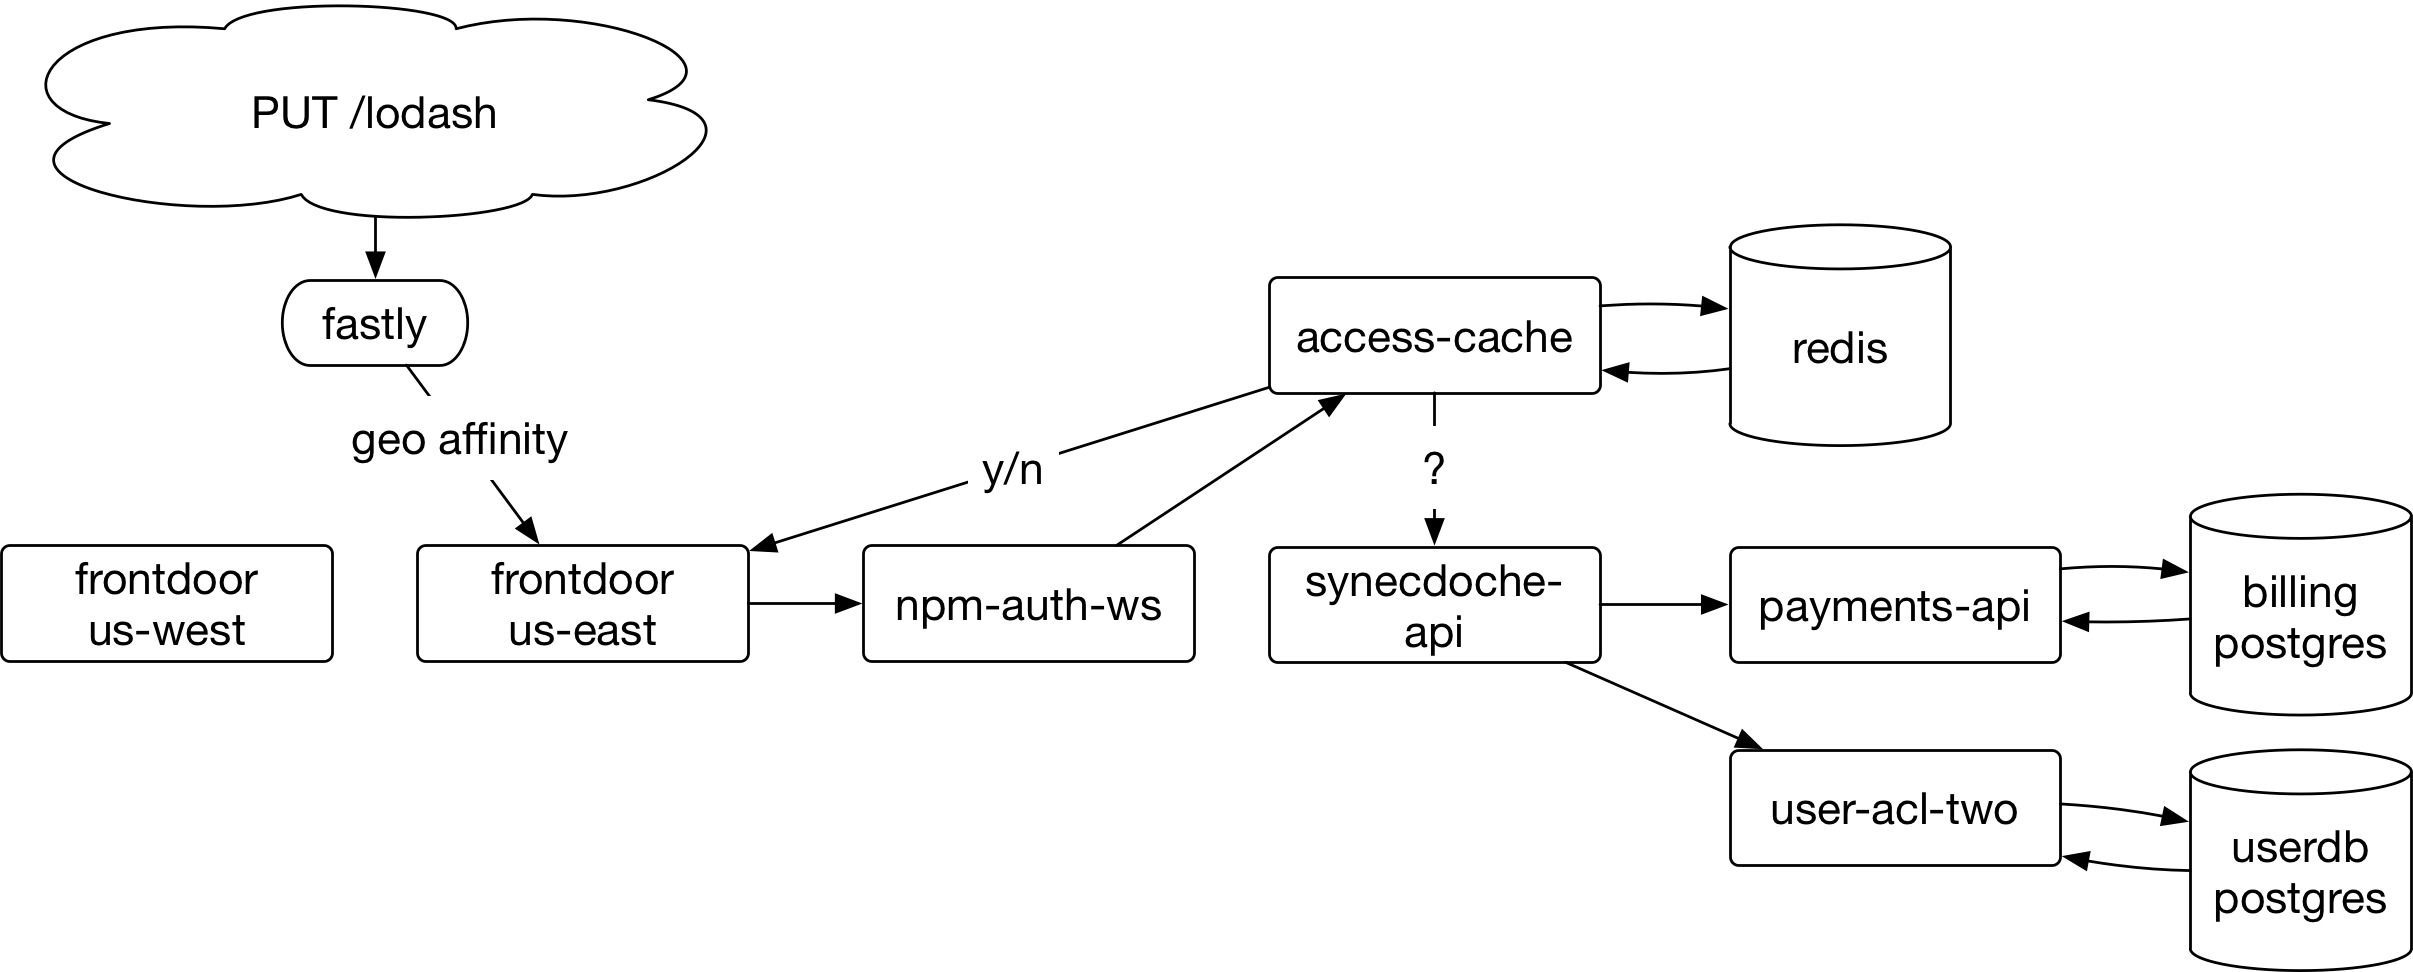 PUT /lodash
fastly
geo affinity
access-cache
redis
y/n
?
frontdoor
us-west
frontdoor
us-east
npm-auth-ws
synecdoche-
api
payments-api
billing
postgres
user-acl-two
userdb
postgres